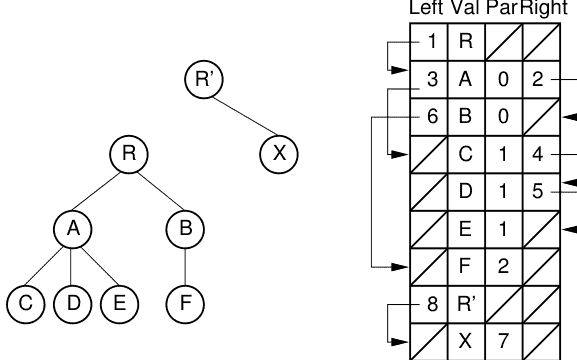 Left Val Par Right
R'
X
R
A
B
C D E
F
1 R
3 A 0 2
6 B 0
C 1 4
D 1 5
E 1
F 2
8 R'
X 7